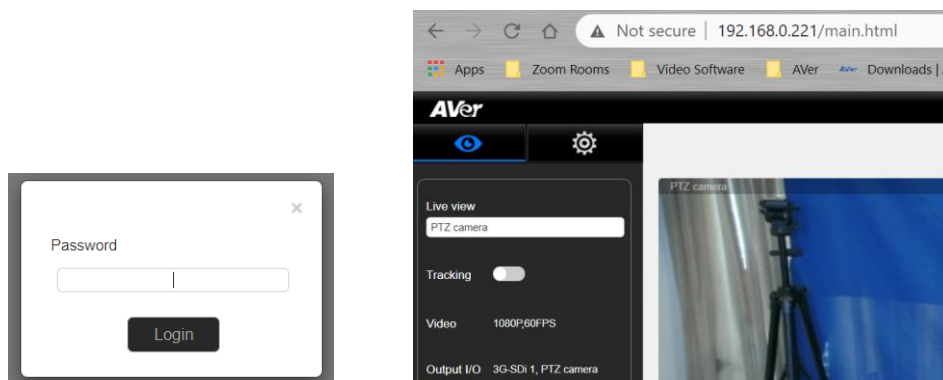 Password
Login
Not secure | 192.168.0.221/main.html
Apps Zoom Rooms Video Software AVer AVer Downloads |
AVer
Live view
PTZ camera
Tracking
Video 1080P,60FPS
Output I/O 3G-SDi 1, PTZ camera
PTZ camera